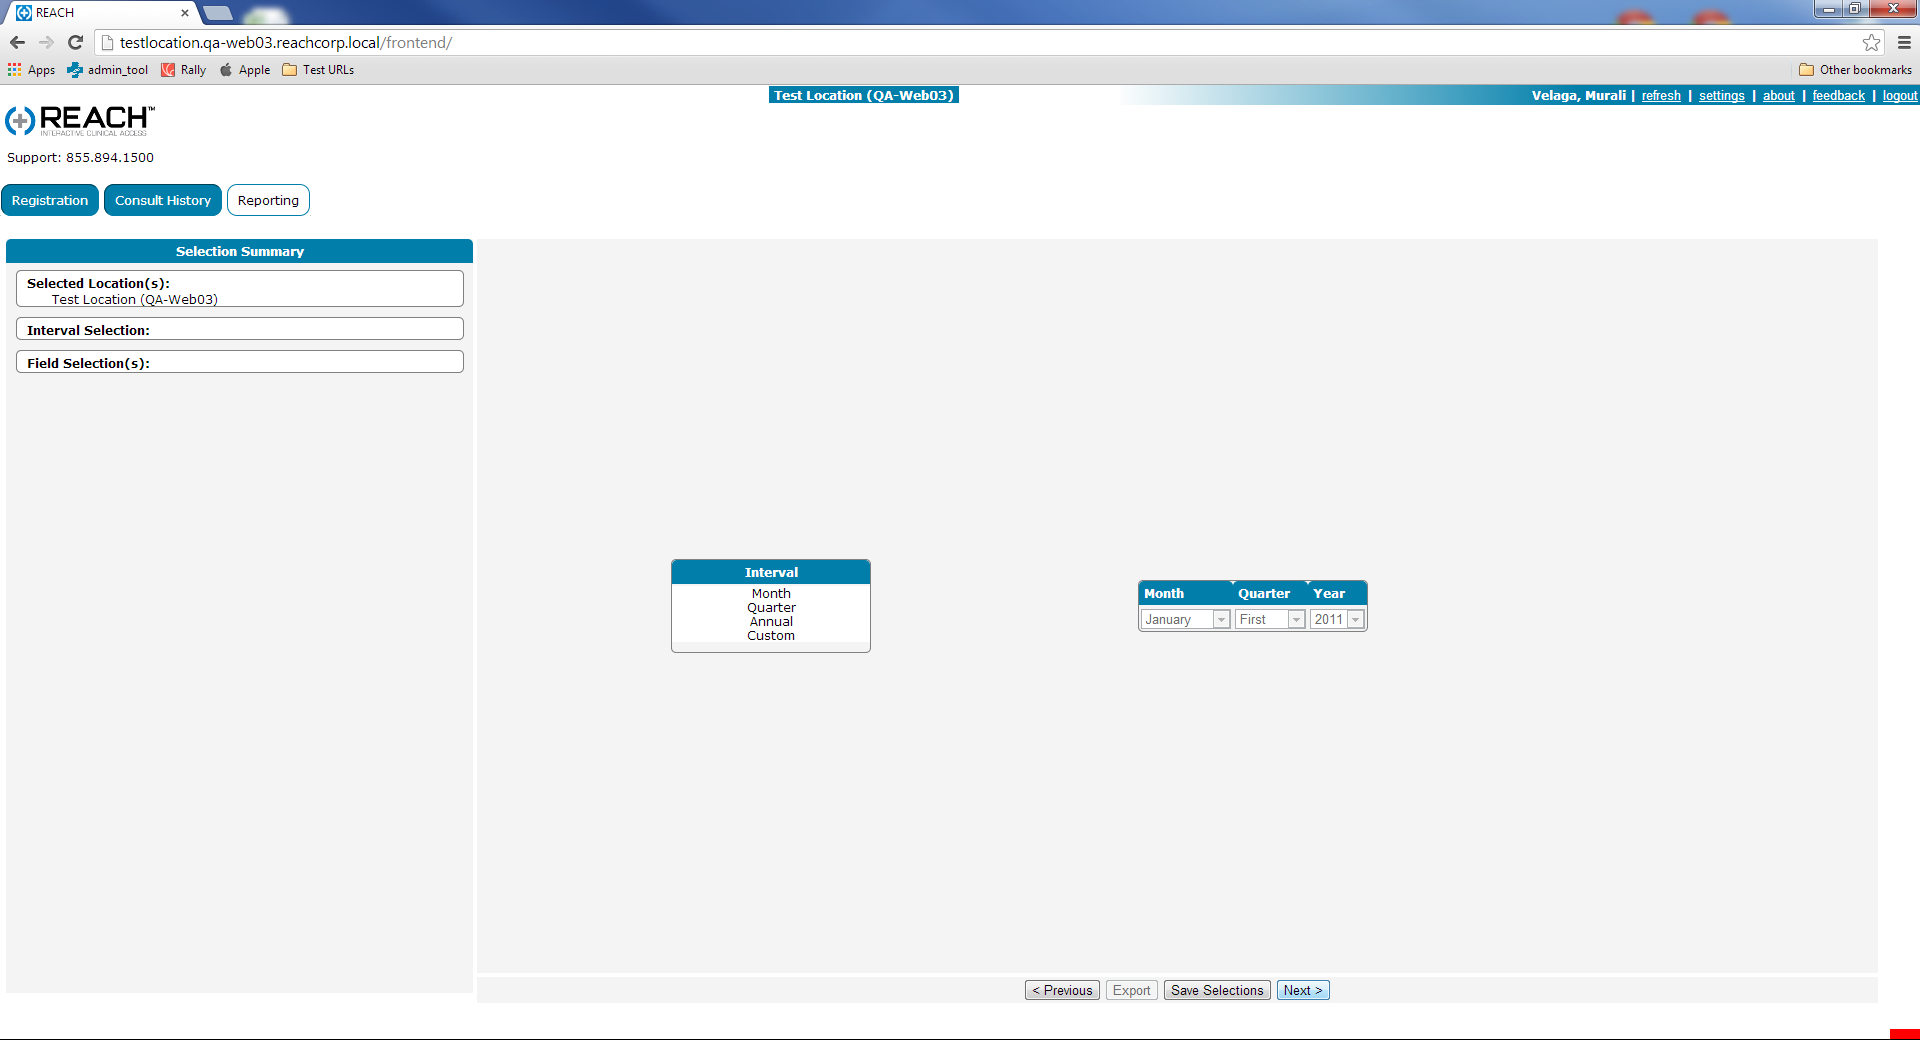 REACH
testlocation.qa-web03.reachcorp.local/frontend/
Apps admin_tool Rally Apple Test URLs Other bookmarks
Test Location (QA-Web03) Velaga, Murali | refresh | settings | about | feedback | logout
REACH™
INTERACTIVE CLINICAL ACCESS
Support: 855.894.1500
Registration Consult History Reporting
Selection Summary
Selected Location(s):
Test Location (QA-Web03)
Interval Selection:
Field Selection(s):
Interval
Month
Quarter
Annual
Custom
Month Quarter Year
January First 2011
< Previous Export Save Selections Next >